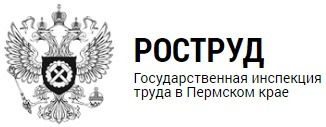 РОСТРУД
Государственная инспекция
труда в Пермском крае